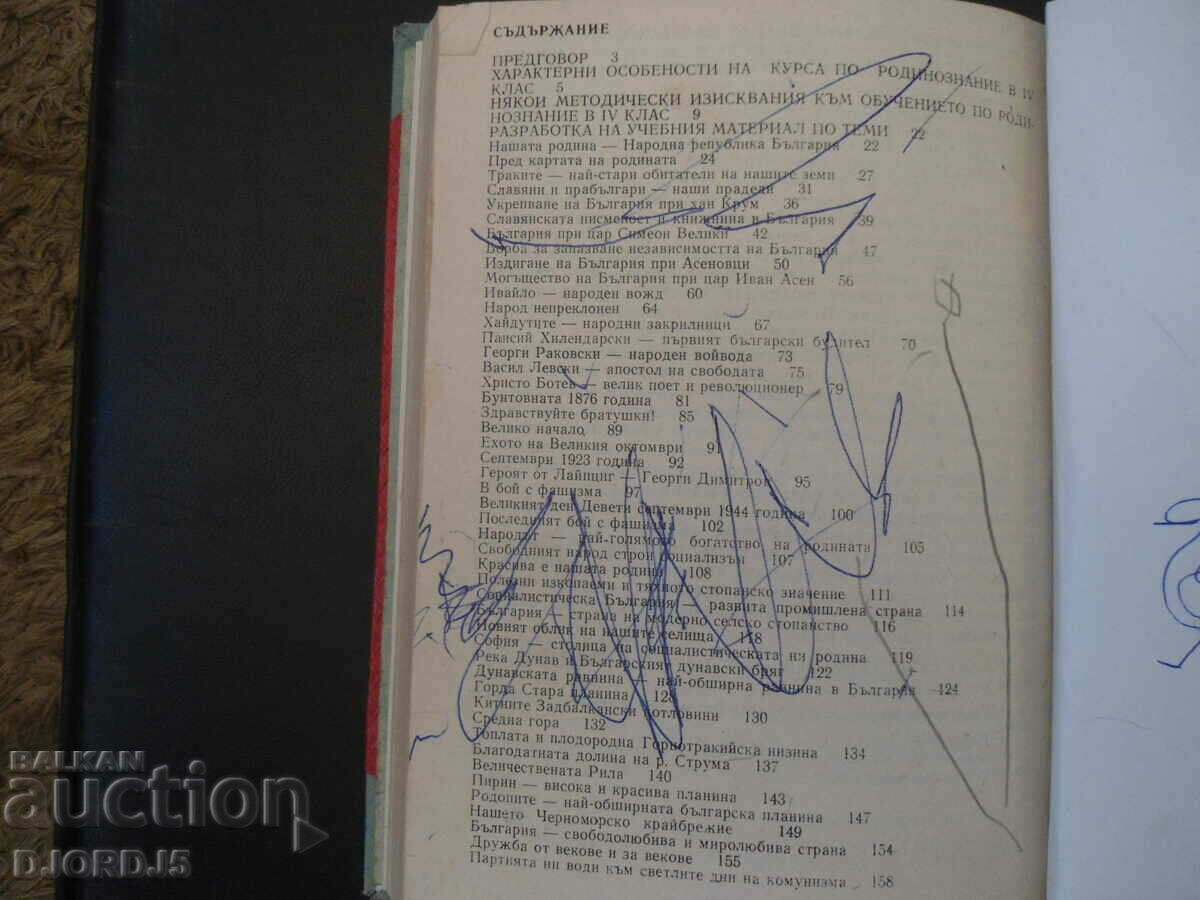 СЪДЪРЖАНИЕ
ПРЕДГОВОР 3
ХАРАКТЕРНИ ОСОБЕНОСТИ НА КУРСА ПО РОДИНОЗНАНИЕ В IV
КЛАС 5
НЯКОИ МЕТОДИЧЕСКИ ИЗИСКВАНИЯ КЪМ ОБУЧЕНИЕТО ПО РОДИ-
НОЗНАНИЕ В IV КЛАС 9
РАЗРАБОТКА НА УЧЕБНИЯ МАТЕРИАЛ ПО ТЕМИ 22
Нашата родина — Народна република България 22
Пред картата на родината 24
Траките — най-стари обитатели на нашите земи 27
Славяни и прабългари — наши прадеди 31
Укрепване на България при хан Крум 36
Славянската писменост и книжнина в България 39
България при цар Симеон Велики 42
Борба за запазване независимостта на България 47
Издигане на България при Асеновци 50
Могъщество на България при цар Иван Асен 56
Ивайло — народен вожд 60
Народ непреклонен 64
Хайдутите — народни закрилници 67
Паисий Хилендарски — първият български будител 70
Георги Раковски — народен войвода 73
Васил Левски — апостол на свободата 75
Христо Ботев — велик поет и революционер 79
Бунтовната 1876 година 81
Здравствуйте братушки! 85
Велико начало 89
Ехото на Великия октомври 91
Септември 1923 година 92
Героят от Лайпциг — Георги Димитров 95
В бой с фашизма 97
Великият ден Девети септември 1944 година 100
Последният бой с фашизма 102
Народът — най-голямото богатство на родината 105
Свободният народ строи социализъм 107
Красива е нашата родина 108
Полезни изкопаеми и тяхното стопанско значение 111
Социалистическа България — развита промишлена страна 114
България — страна на модерно селско стопанство 116
Новият облик на нашите селища 118
София — столица на социалистическата ни родина 119
Река Дунав и Българският дунавски бряг 122
Дунавската равнина — най-обширна равнина в България 124
Горда Стара планина 128
Китните Задбалкански котловини 130
Средна гора 132
Топлата и плодородна Горнотракийска низина 134
Благодатната долина на р. Струма 137
Величествената Рила 140
Пирин — висока и красива планина 143
Родопите — най-обширната българска планина 147
Нашето Черноморско крайбрежие 149
България — свободолюбива и миролюбива страна 154
Дружба от векове и за векове 155
Партията ни води към светлите дни на комунизма 158
BALKAN
auction
D.JORD.J5